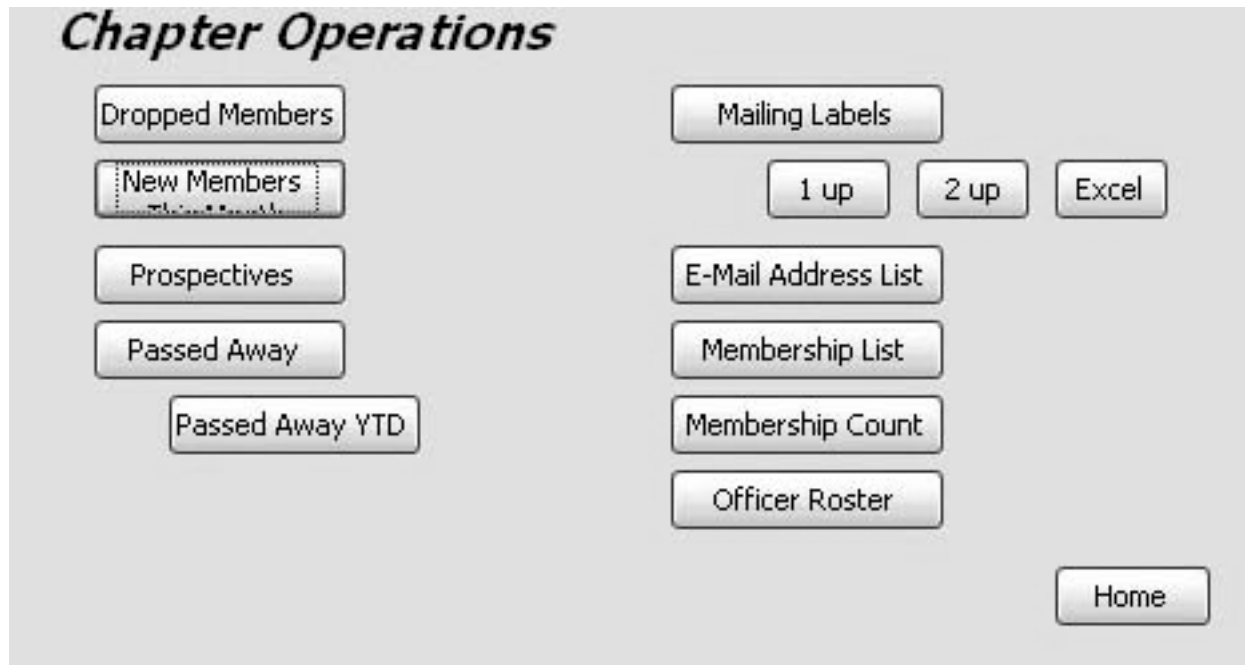 Chapter Operations
Dropped Members
New Members
Prospectives
Passed Away
Passed Away YTD
Mailing Labels
1 up
2 up
Excel
E-Mail Address List
Membership List
Membership Count
Officer Roster
Home